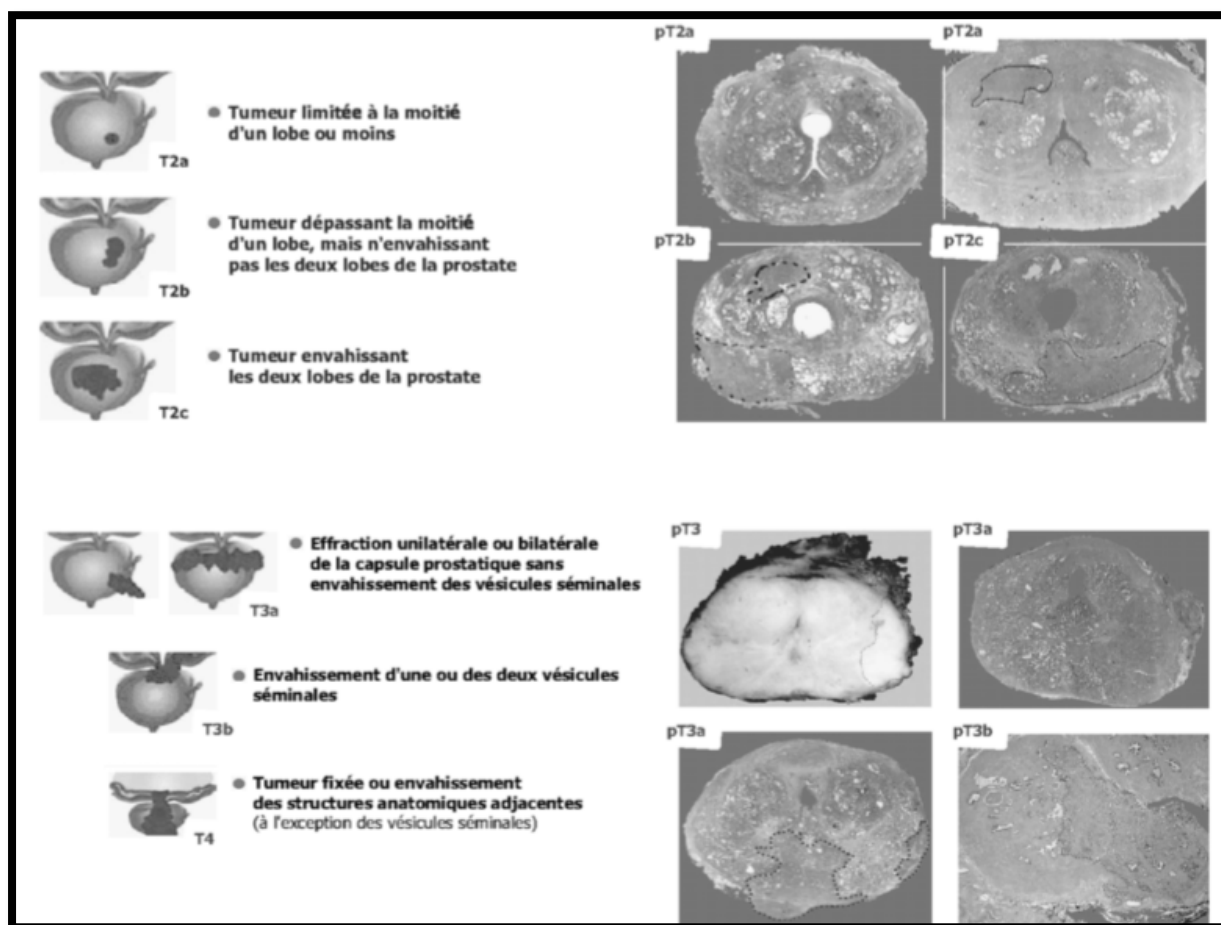 Tumeur limitée à la moitié
d'un lobe ou moins
T2a
Tumeur dépassant la moitié
d'un lobe, mais n'envahissant
pas les deux lobes de la prostate
T2b
Tumeur envahissant
les deux lobes de la prostate
T2c
pT2a
pT2a
pT2b
pT2c
Effraction unilatérale ou bilatérale
de la capsule prostatique sans
envahissement des vésicules séminales
T3a
Envahissement d'une ou des deux vésicules
séminales
T3b
Tumeur fixée ou envahissement
des structures anatomiques adjacentes
(à l'exception des vésicules séminales)
T4
pT3
pT3a
pT3a
pT3b